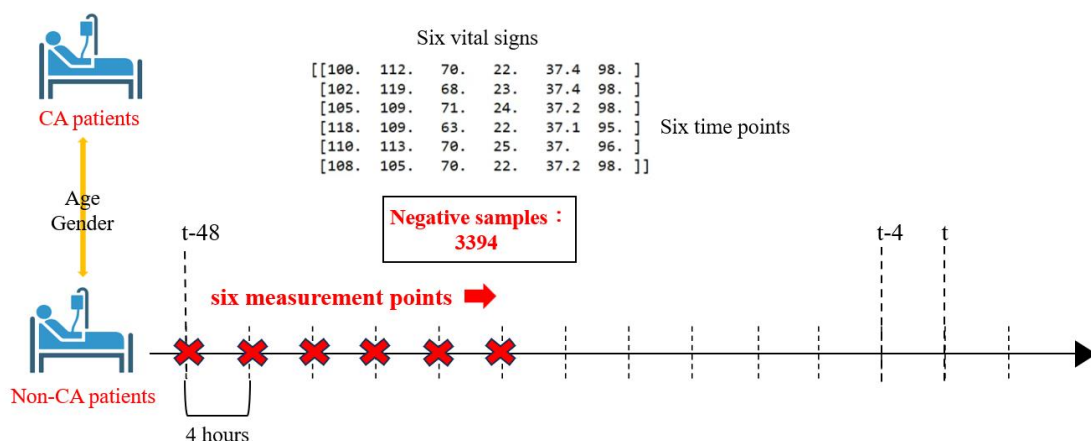 Six vital signs
[[100. 112. 70. 22. 37.4 98. ]
[102. 119. 68. 23. 37.4 98. ]
[105. 109. 71. 24. 37.2 98. ]
[118. 109. 63. 22. 37.1 95. ]
[110. 113. 70. 25. 37. 96. ]
[108. 105. 70. 22. 37.2 98. ]]
Six time points
CA patients
Age
Gender
Negative samples：
3394
t-48
t-4
t
six measurement points
Non-CA patients
4 hours